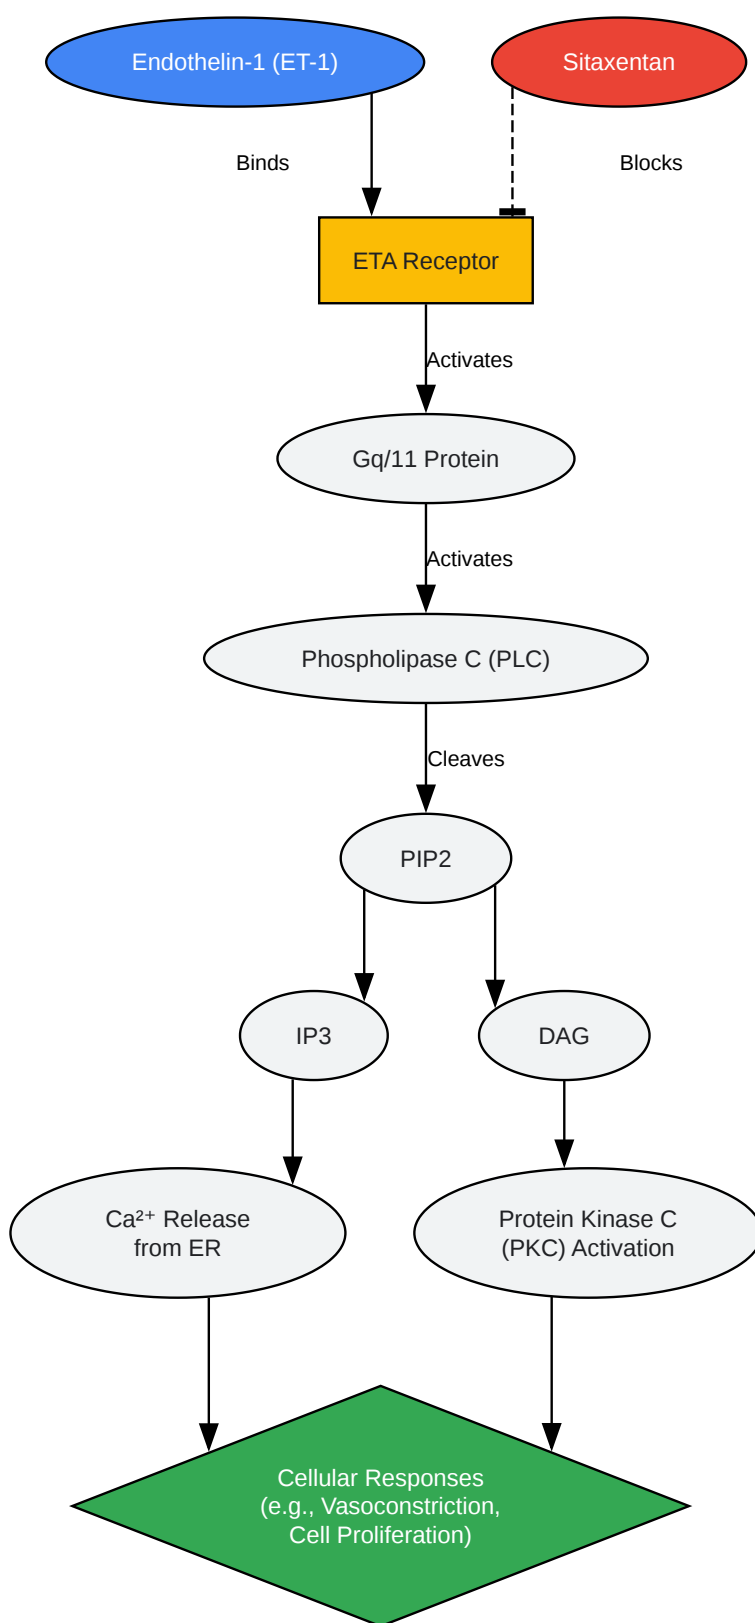 Endothelin-1 (ET-1)
Sitaxentan
Binds
Blocks
ETA Receptor
Activates
Gq/11 Protein
Activates
Phospholipase C (PLC)
Cleaves
PIP2
IP3
DAG
Ca²⁺ Release
from ER
Protein Kinase C
(PKC) Activation
Cellular Responses
(e.g., Vasoconstriction,
Cell Proliferation)